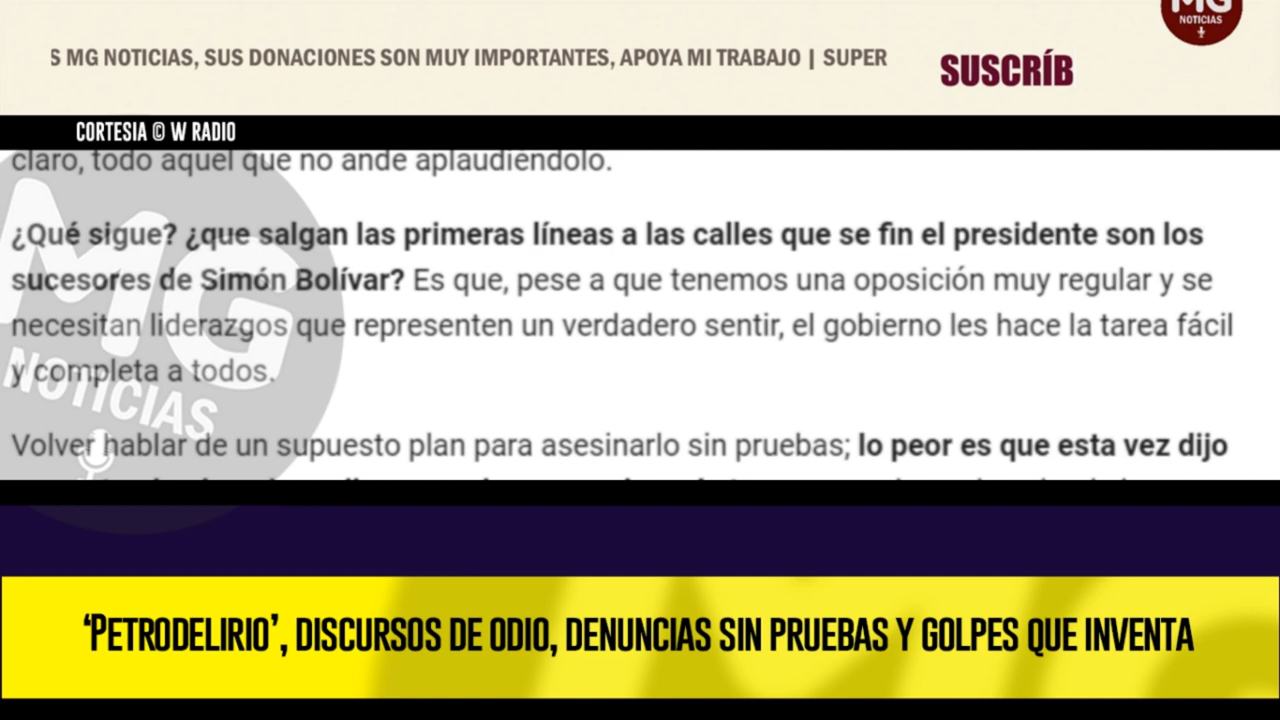 MG
NOTICIAS
S MG NOTICIAS, SUS DONACIONES SON MUY IMPORTANTES, APOYA MI TRABAJO | SUPER
SUSCRÍB
CORTESIA © W RADIO
claro, todo aquel que no ande aplaudiéndolo.
¿Qué sigue? ¿que salgan las primeras líneas a las calles que se fin el presidente son los
sucesores de Simón Bolívar? Es que, pese a que tenemos una oposición muy regular y se
necesitan liderazgos que representen un verdadero sentir, el gobierno les hace la tarea fácil
y completa a todos.
Volver hablar de un supuesto plan para asesinarlo sin pruebas; lo peor es que esta vez dijo
MG
NOTICIAS
‘PETRODELIRIO’, DISCURSOS DE ODIO, DENUNCIAS SIN PRUEBAS Y GOLPES QUE INVENTA